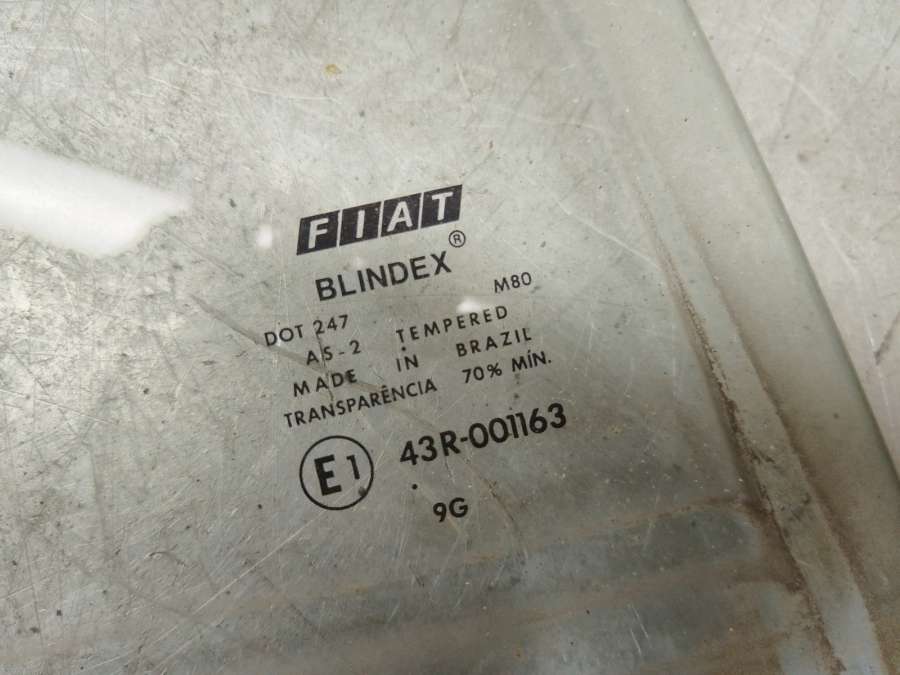 FIAT
BLINDEX®
DOT 247 M80
AS-2 TEMPERED
MADE IN BRAZIL
TRANSPARÊNCIA 70% MÍN.
E1 43R-001163
9G